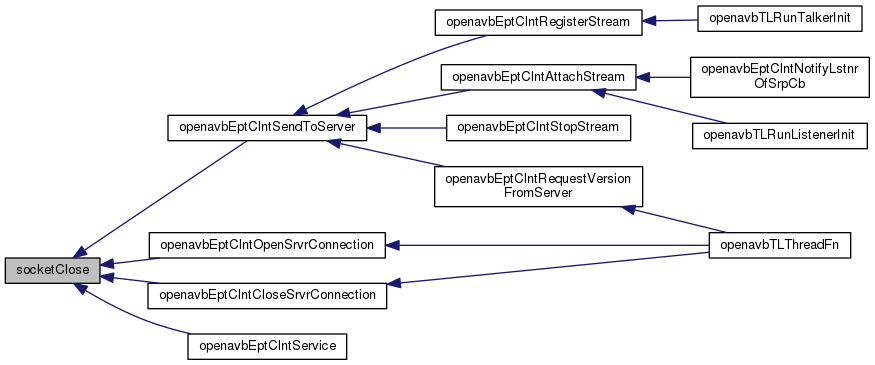 openavbEptClntRegisterStream
openavbTLRunTalkerInit
openavbEptClntAttachStream
openavbEptClntNotifyLstnr
OfSrpCb
openavbEptClntSendToServer
openavbEptClntStopStream
openavbTLRunListenerInit
openavbEptClntRequestVersion
FromServer
openavbEptClntOpenSrvrConnection
openavbTLThreadFn
socketClose
openavbEptClntCloseSrvrConnection
openavbEptClntService